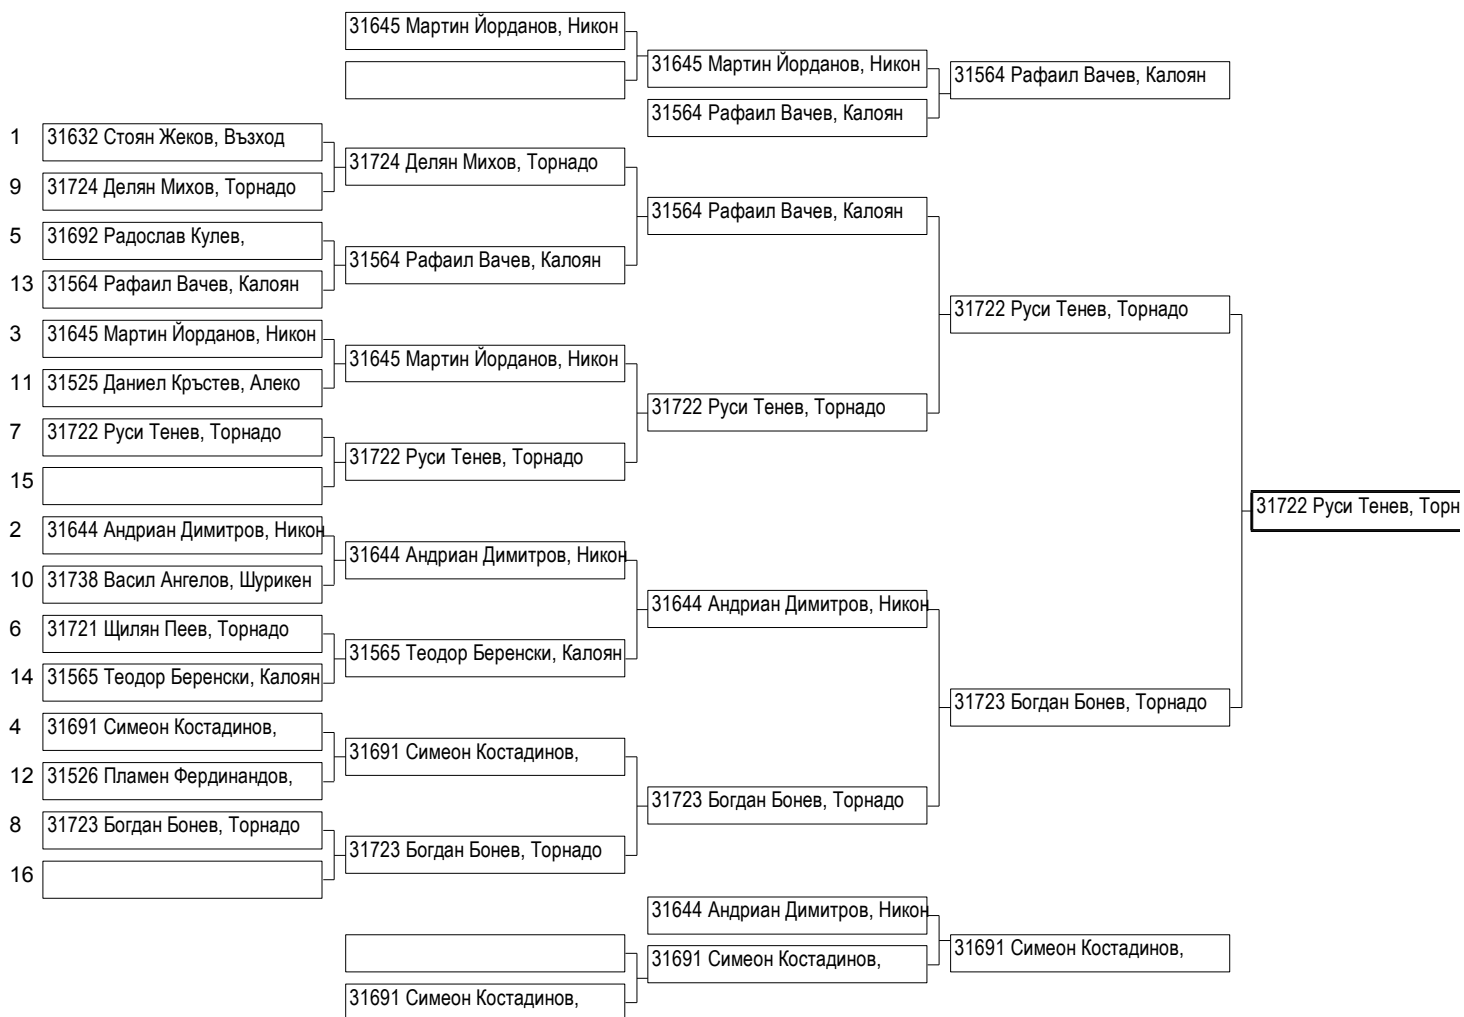 31645 Мартин Йорданов, Никон
31645 Мартин Йорданов, Никон
31564 Рафаил Вачев, Калоян
31564 Рафаил Вачев, Калоян
1 31632 Стоян Жеков, Възход
31724 Делян Михов, Торнадо
9 31724 Делян Михов, Торнадо
31564 Рафаил Вачев, Калоян
5 31692 Радослав Кулев,
31564 Рафаил Вачев, Калоян
13 31564 Рафаил Вачев, Калоян
31722 Руси Тенев, Торнадо
3 31645 Мартин Йорданов, Никон
31645 Мартин Йорданов, Никон
11 31525 Даниел Кръстев, Алеко
31722 Руси Тенев, Торнадо
7 31722 Руси Тенев, Торнадо
31722 Руси Тенев, Торнадо
15
31722 Руси Тенев, Торн
2 31644 Андриан Димитров, Никон
31644 Андриан Димитров, Никон
10 31738 Васил Ангелов, Шурикен
31644 Андриан Димитров, Никон
6 31721 Щилян Пеев, Торнадо
31565 Теодор Беренски, Калоян
14 31565 Теодор Беренски, Калоян
31723 Богдан Бонев, Торнадо
4 31691 Симеон Костадинов,
31691 Симеон Костадинов,
12 31526 Пламен Фердинандов,
31723 Богдан Бонев, Торнадо
8 31723 Богдан Бонев, Торнадо
31723 Богдан Бонев, Торнадо
16
31644 Андриан Димитров, Никон
31691 Симеон Костадинов,
31691 Симеон Костадинов,
31691 Симеон Костадинов,